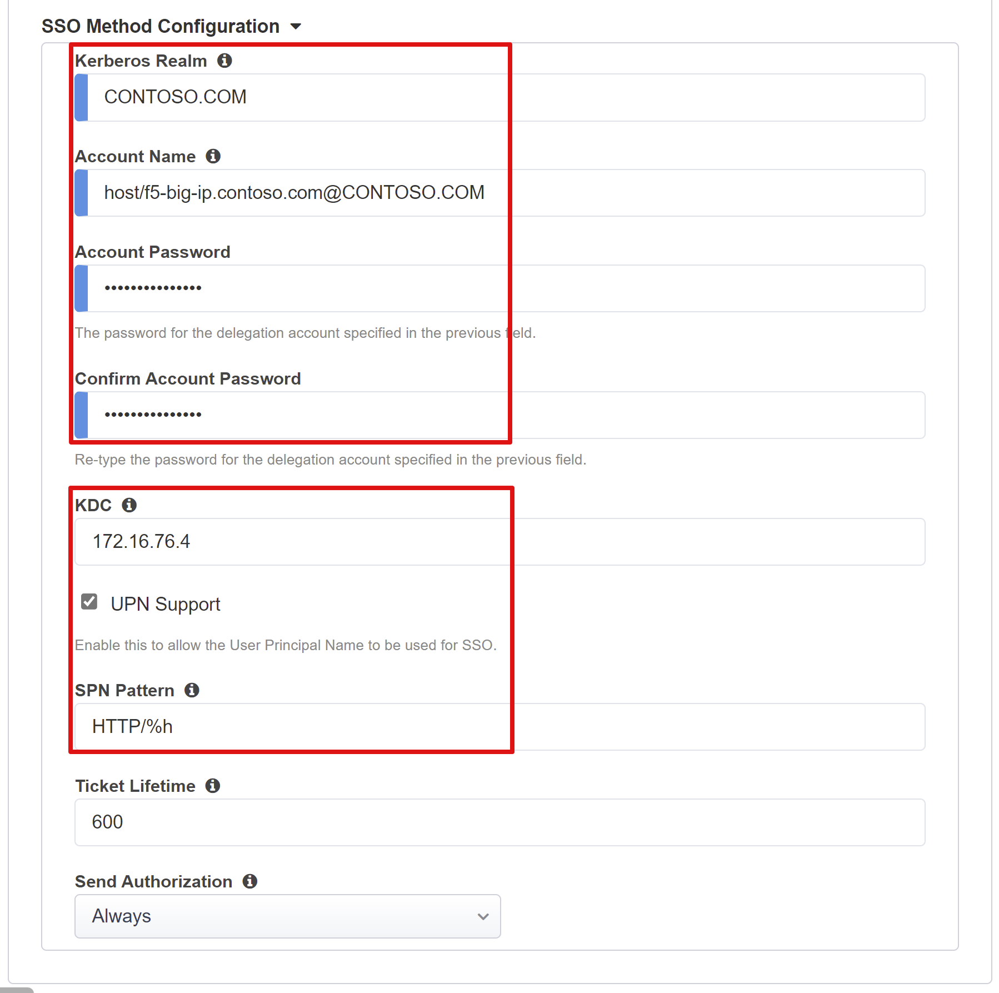 SSO Method Configuration
Kerberos Realm
CONTOSO.COM
Account Name
host/f5-big-ip.contoso.com@CONTOSO.COM
Account Password
•••••••••••••••
The password for the delegation account specified in the previous field.
Confirm Account Password
•••••••••••••••
Re-type the password for the delegation account specified in the previous field.
KDC
172.16.76.4
UPN Support
Enable this to allow the User Principal Name to be used for SSO.
SPN Pattern
HTTP/%h
Ticket Lifetime
600
Send Authorization
Always